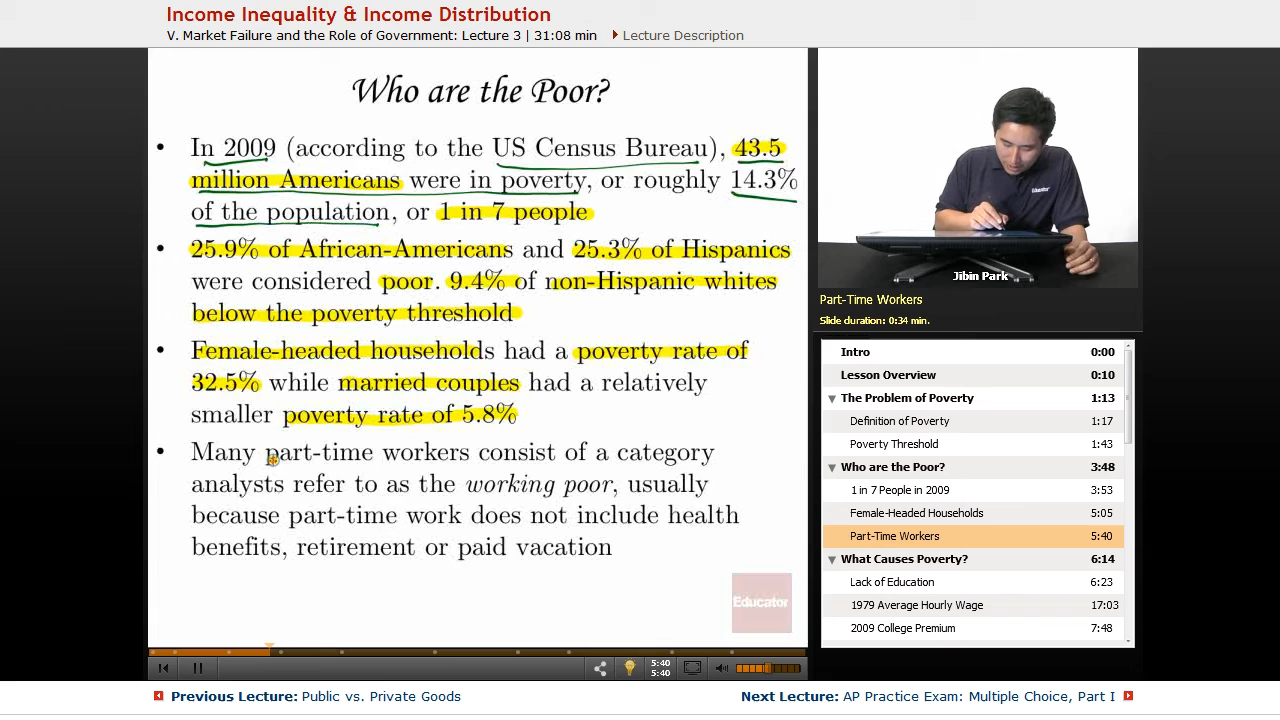 Income Inequality & Income Distribution
V. Market Failure and the Role of Government: Lecture 3 | 31:08 min
Lecture Description
Who are the Poor?
• In 2009 (according to the US Census Bureau), 43.5
million Americans were in poverty, or roughly 14.3%
of the population, or 1 in 7 people
• 25.9% of African-Americans and 25.3% of Hispanics
were considered poor. 9.4% of non-Hispanic whites
below the poverty threshold
• Female-headed households had a poverty rate of
32.5% while married couples had a relatively
smaller poverty rate of 5.8%
• Many part-time workers consist of a category
analysts refer to as the working poor, usually
because part-time work does not include health
benefits, retirement or paid vacation
Educator
5:40
5:40
Educator
Jibin Park
Part-Time Workers
Slide duration: 0:34 min.
Intro 0:00
Lesson Overview 0:10
The Problem of Poverty 1:13
Definition of Poverty 1:17
Poverty Threshold 1:43
Who are the Poor? 3:48
1 in 7 People in 2009 3:53
Female-Headed Households 5:05
Part-Time Workers 5:40
What Causes Poverty? 6:14
Lack of Education 6:23
1979 Average Hourly Wage 17:03
2009 College Premium 7:48
Previous Lecture: Public vs. Private Goods
Next Lecture: AP Practice Exam: Multiple Choice, Part I